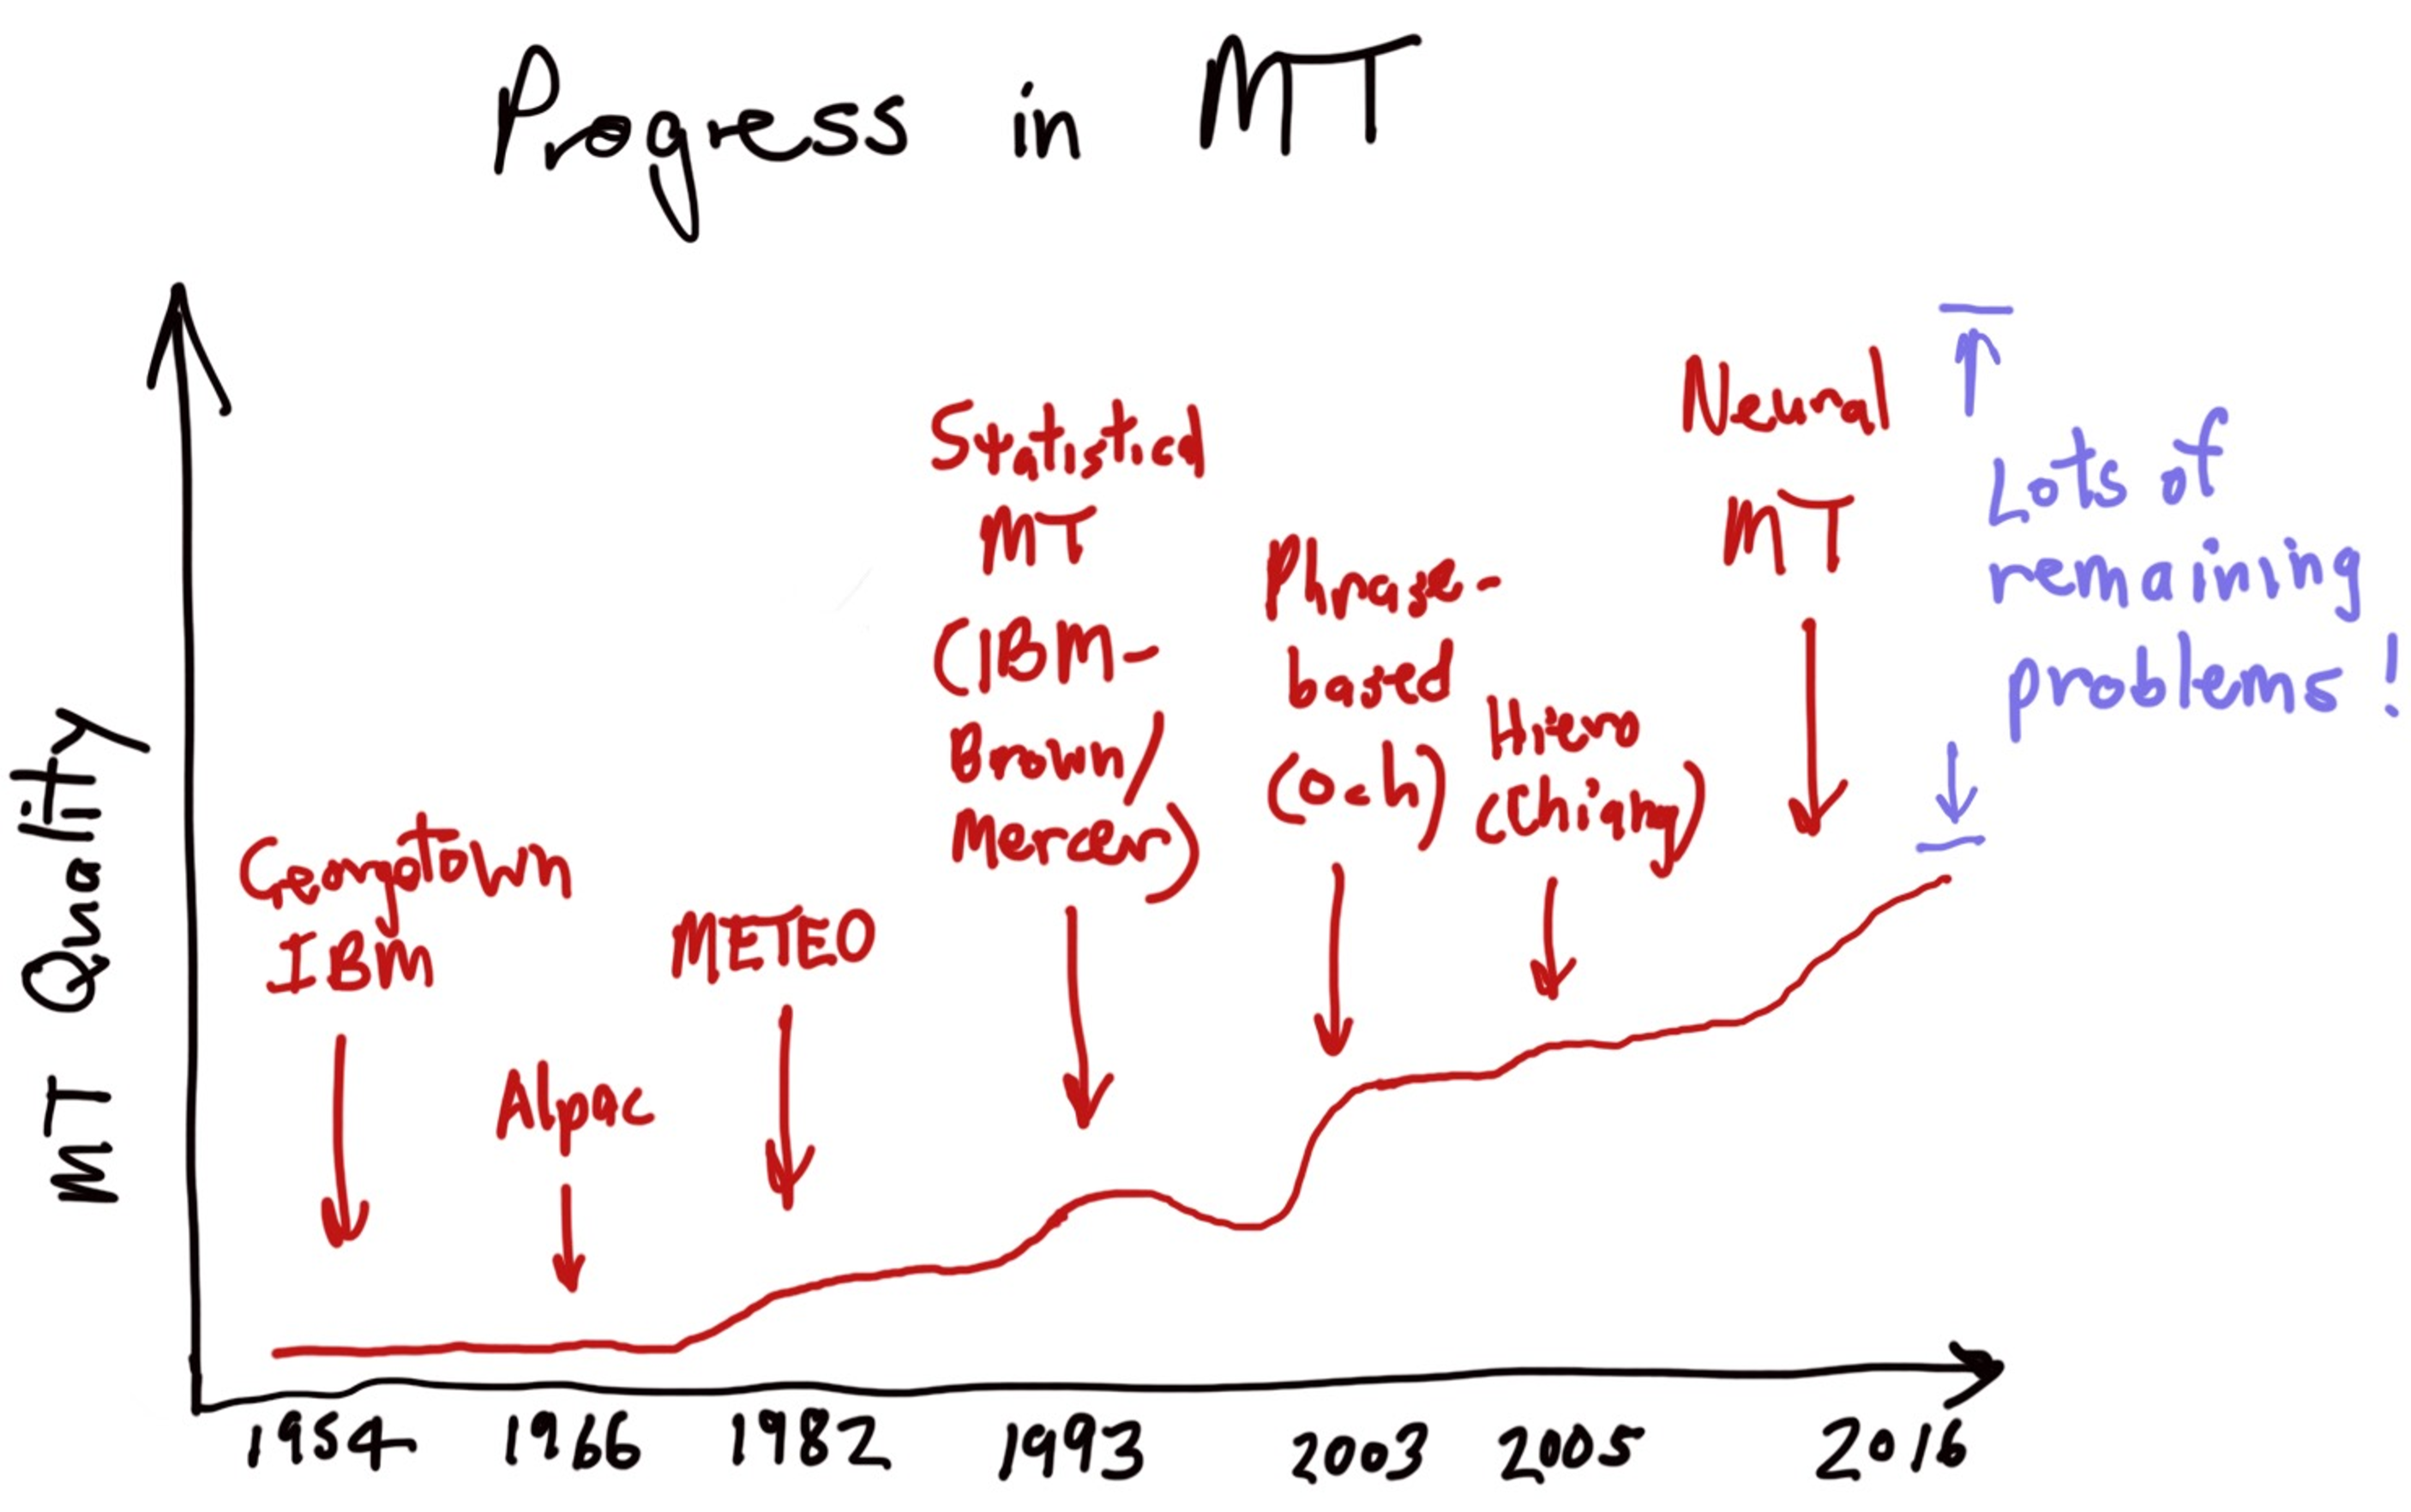 Progress in MT
MT Quality
Georgetown
IBM
Alpac
METEO
Statistical
MT
(IBM-
Brown/
Mercer)
Phrase-
based
(Och)
Hiero
(Chiang)
Neural
MT
Lots of
remaining
problems!
1954 1966 1982 1993 2003 2005 2016